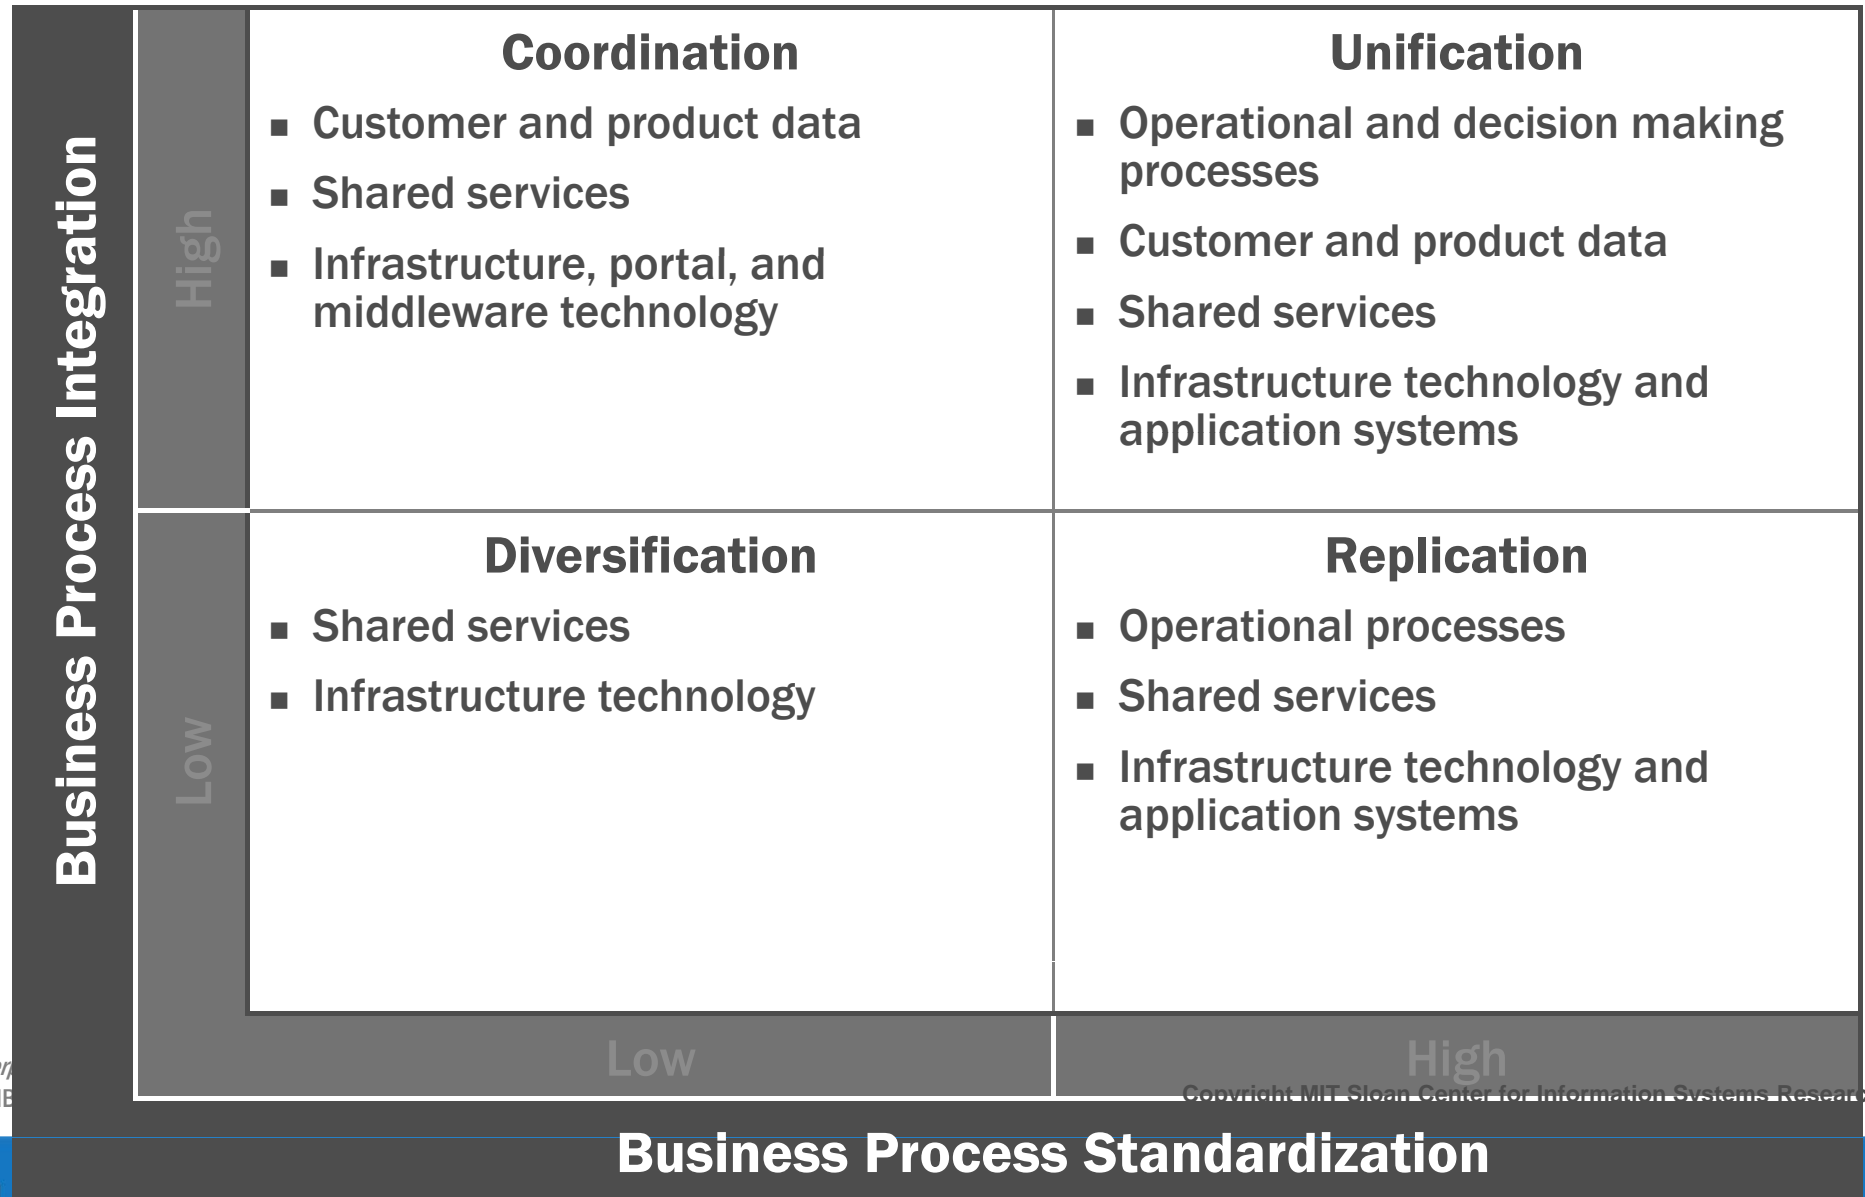 Business Process Integration
High
Coordination
▪ Customer and product data
▪ Shared services
▪ Infrastructure, portal, and
middleware technology
Unification
▪ Operational and decision making
processes
▪ Customer and product data
▪ Shared services
▪ Infrastructure technology and
application systems
Low
Diversification
▪ Shared services
▪ Infrastructure technology
Replication
▪ Operational processes
▪ Shared services
▪ Infrastructure technology and
application systems
Low
High
Copyright MIT Sloan Center for Information Systems Researc
Business Process Standardization